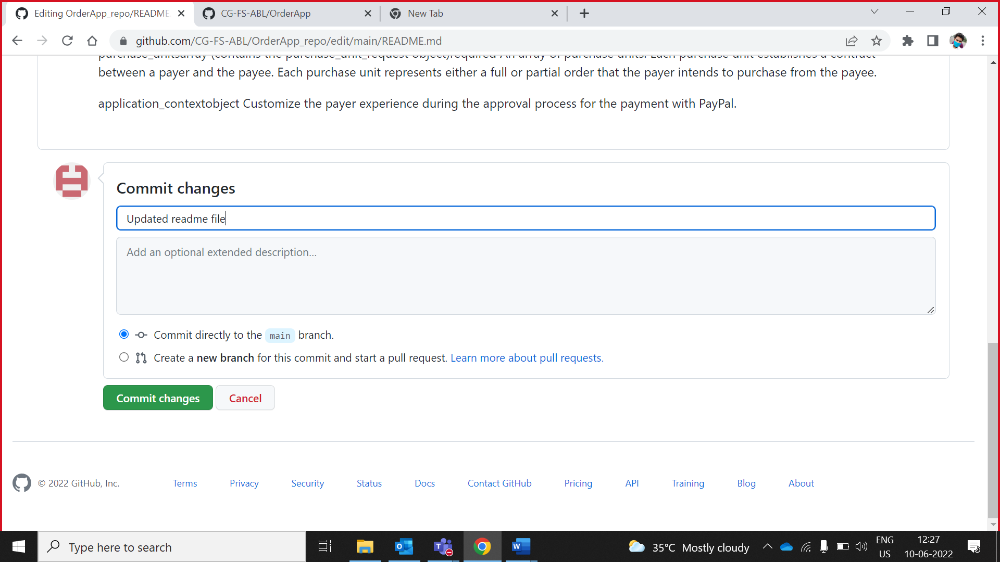 Editing OrderApp_repo/README
CG-FS-ABL/OrderApp
New Tab
github.com/CG-FS-ABL/OrderApp_repo/edit/main/README.md
purchase_unitsarray (contains the purchase_unit_request object)required An array of purchase units. Each purchase unit establishes a contract
between a payer and the payee. Each purchase unit represents either a full or partial order that the payer intends to purchase from the payee.
application_contextobject Customize the payer experience during the approval process for the payment with PayPal.
Commit changes
Updated readme file
Add an optional extended description...
Commit directly to the main branch.
Create a new branch for this commit and start a pull request. Learn more about pull requests.
Commit changes Cancel
© 2022 GitHub, Inc. Terms Privacy Security Status Docs Contact GitHub Pricing API Training Blog About
Type here to search
35°C Mostly cloudy
ENG
US
12:27
10-06-2022